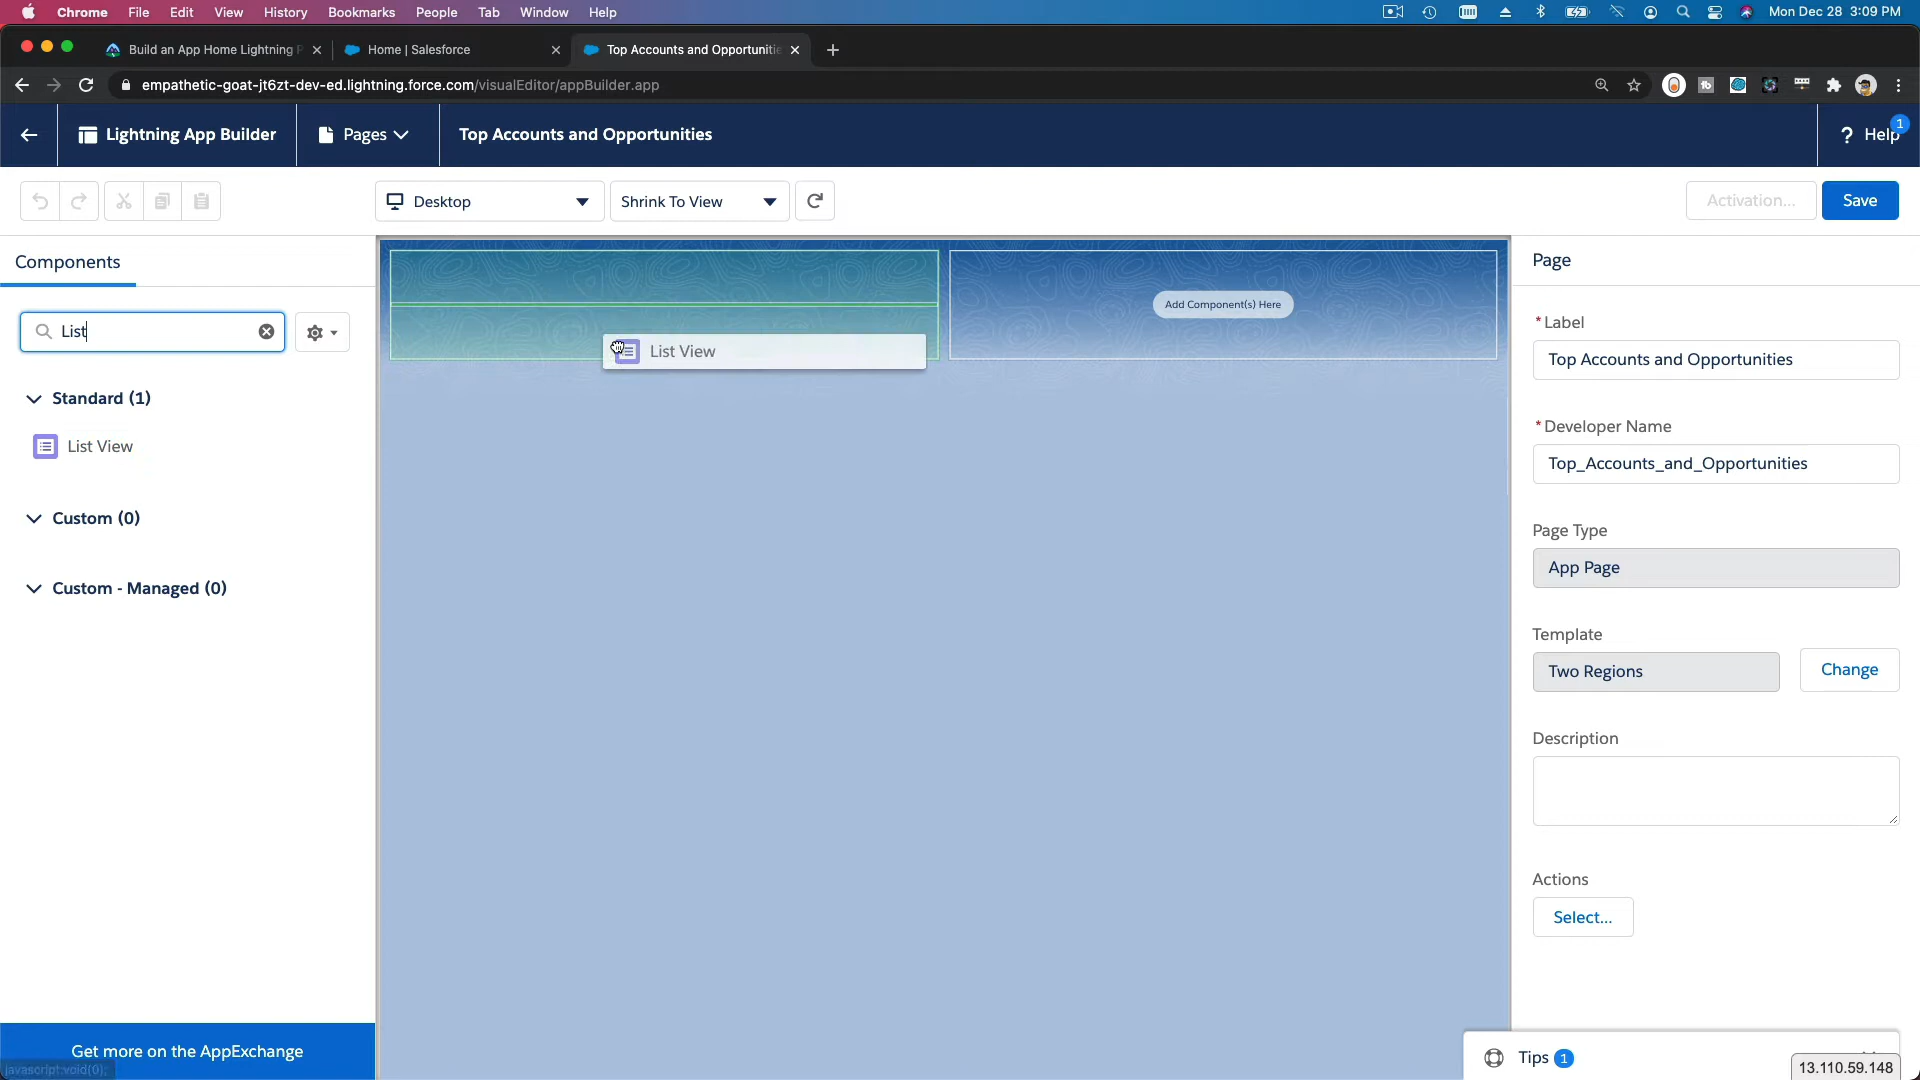 Chrome File Edit View History Bookmarks People Tab Window Help Mon Dec 28 3:09 PM
Build an App Home Lightning P Home | Salesforce Top Accounts and Opportunitie
empathetic-goat-jt6zt-dev-ed.lightning.force.com/visualEditor/appBuilder.app
Lightning App Builder Pages Top Accounts and Opportunities ? Help 1
Desktop Shrink To View Activation... Save
Components
List
Standard (1)
List View
Custom (0)
Custom - Managed (0)
Get more on the AppExchange
javascript:void(0);
List View
Add Component(s) Here
Page
*Label
Top Accounts and Opportunities
*Developer Name
Top_Accounts_and_Opportunities
Page Type
App Page
Template
Two Regions Change
Description
Actions
Select...
Tips 1
13.110.59.148